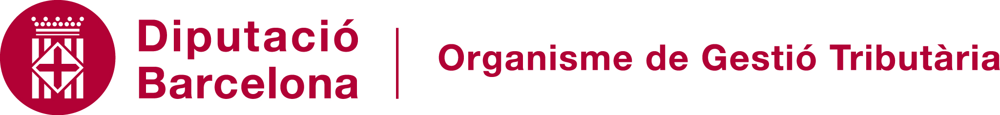 Diputació
Barcelona
Organisme de Gestió Tributària